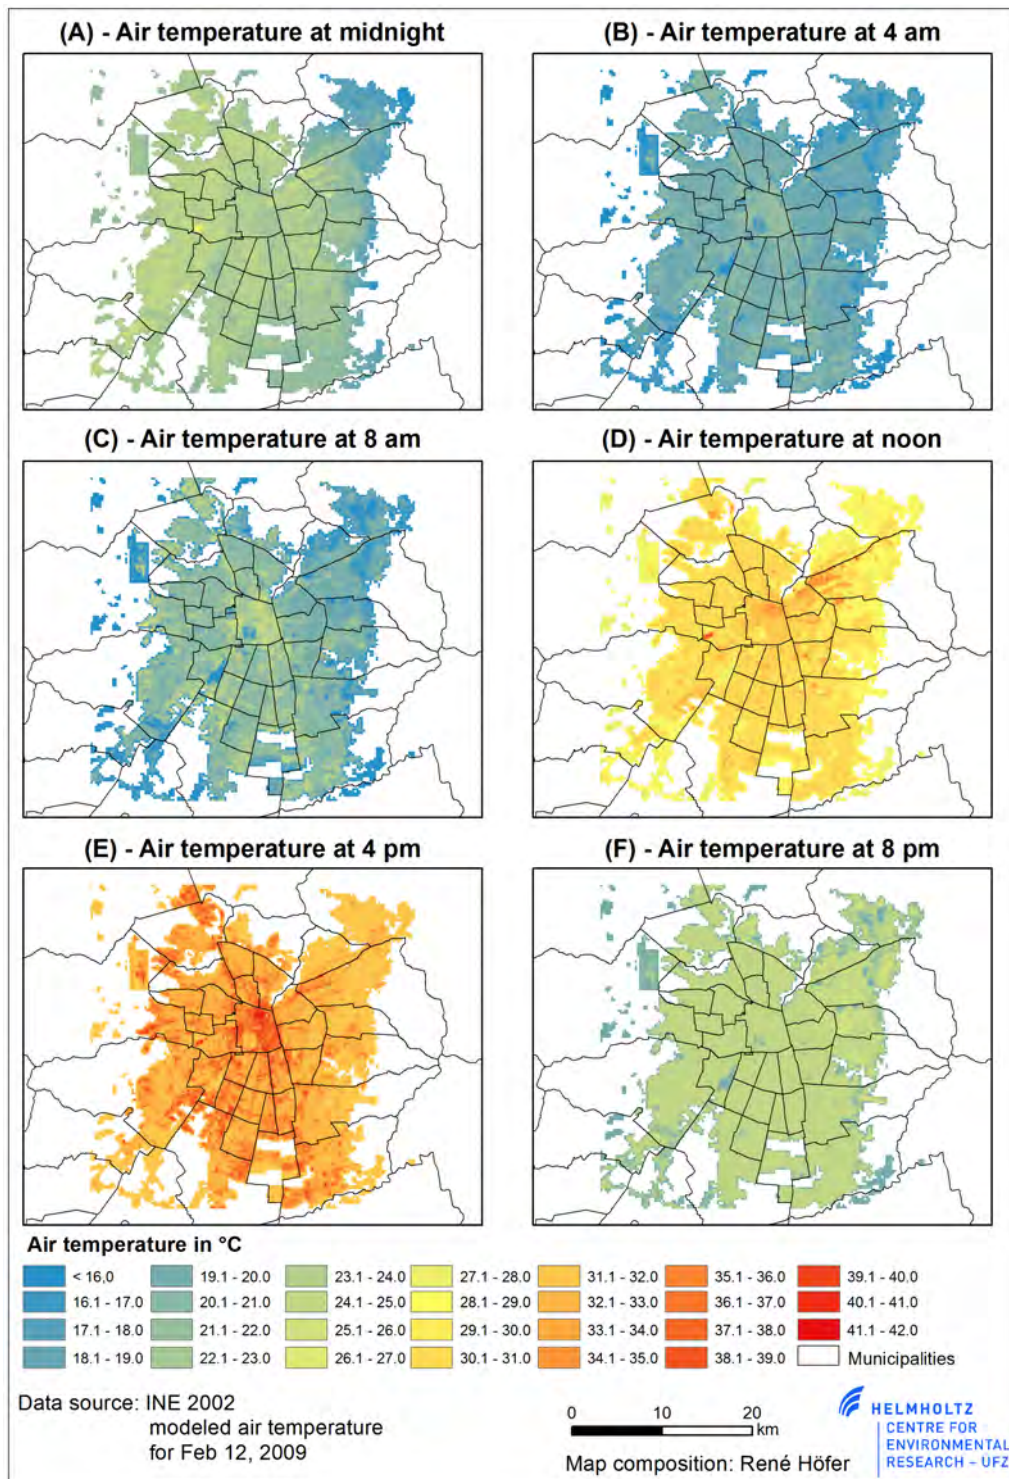 (A) - Air temperature at midnight
(B) - Air temperature at 4 am
(C) - Air temperature at 8 am
(D) - Air temperature at noon
(E) - Air temperature at 4 pm
(F) - Air temperature at 8 pm
Air temperature in °C
< 16,0
16.1 - 17.0
17.1 - 18.0
18.1 - 19.0
19.1 - 20.0
20.1 - 21.0
21.1 - 22.0
22.1 - 23.0
23.1 - 24.0
24.1 - 25.0
25.1 - 26.0
26.1 - 27.0
27.1 - 28.0
28.1 - 29.0
29.1 - 30.0
30.1 - 31.0
31.1 - 32.0
32.1 - 33.0
33.1 - 34.0
34.1 - 35.0
35.1 - 36.0
36.1 - 37.0
37.1 - 38.0
38.1 - 39.0
39.1 - 40.0
40.1 - 41.0
41.1 - 42.0
Municipalities
Data source: INE 2002
modeled air temperature
for Feb 12, 2009
0 10 20
km
Map composition: René Höfer
HELMHOLTZ
CENTRE FOR
ENVIRONMENTAL
RESEARCH – UFZ